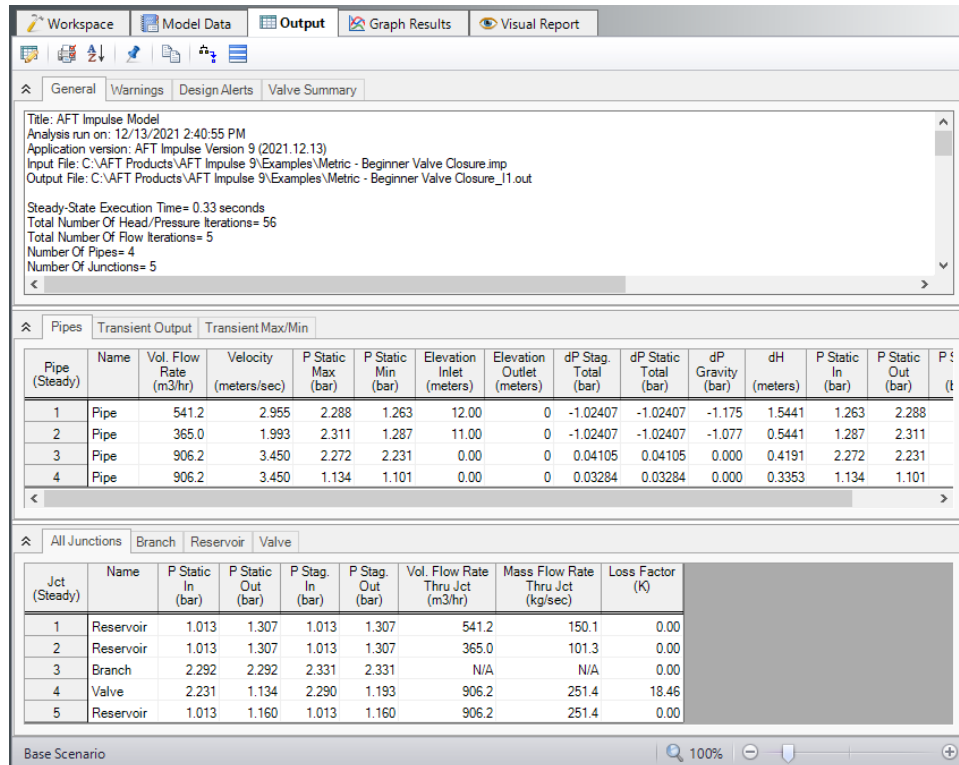 Workspace Model Data Output Graph Results Visual Report
General Warnings Design Alerts Valve Summary
Title: AFT Impulse Model
Analysis run on: 12/13/2021 2:40:55 PM
Application version: AFT Impulse Version 9 (2021.12.13)
Input File: C:\AFT Products\AFT Impulse 9\Examples\Metric - Beginner Valve Closure.imp
Output File: C:\AFT Products\AFT Impulse 9\Examples\Metric - Beginner Valve Closure_I1.out
Steady-State Execution Time= 0.33 seconds
Total Number Of Head/Pressure Iterations= 56
Total Number Of Flow Iterations= 5
Number Of Pipes= 4
Number Of Junctions= 5
Pipes Transient Output Transient Max/Min
Pipe (Steady) Name Vol. Flow Rate (m3/hr) Velocity (meters/sec) P Static Max (bar) P Static Min (bar) Elevation Inlet (meters) Elevation Outlet (meters) dP Stag. Total (bar) dP Static Total (bar) dP Gravity (bar) dH (meters) P Static In (bar) P Static Out (bar) P S
1 Pipe 541.2 2.955 2.288 1.263 12.00 0 -1.02407 -1.02407 -1.175 1.5441 1.263 2.288
2 Pipe 365.0 1.993 2.311 1.287 11.00 0 -1.02407 -1.02407 -1.077 0.5441 1.287 2.311
3 Pipe 906.2 3.450 2.272 2.231 0.00 0 0.04105 0.04105 0.000 0.4191 2.272 2.231
4 Pipe 906.2 3.450 1.134 1.101 0.00 0 0.03284 0.03284 0.000 0.3353 1.134 1.101
All Junctions Branch Reservoir Valve
Jct (Steady) Name P Static In (bar) P Static Out (bar) P Stag. In (bar) P Stag. Out (bar) Vol. Flow Rate Thru Jct (m3/hr) Mass Flow Rate Thru Jct (kg/sec) Loss Factor (K)
1 Reservoir 1.013 1.307 1.013 1.307 541.2 150.1 0.00
2 Reservoir 1.013 1.307 1.013 1.307 365.0 101.3 0.00
3 Branch 2.292 2.292 2.331 2.331 N/A N/A 0.00
4 Valve 2.231 1.134 2.290 1.193 906.2 251.4 18.46
5 Reservoir 1.013 1.160 1.013 1.160 906.2 251.4 0.00
Base Scenario 100%